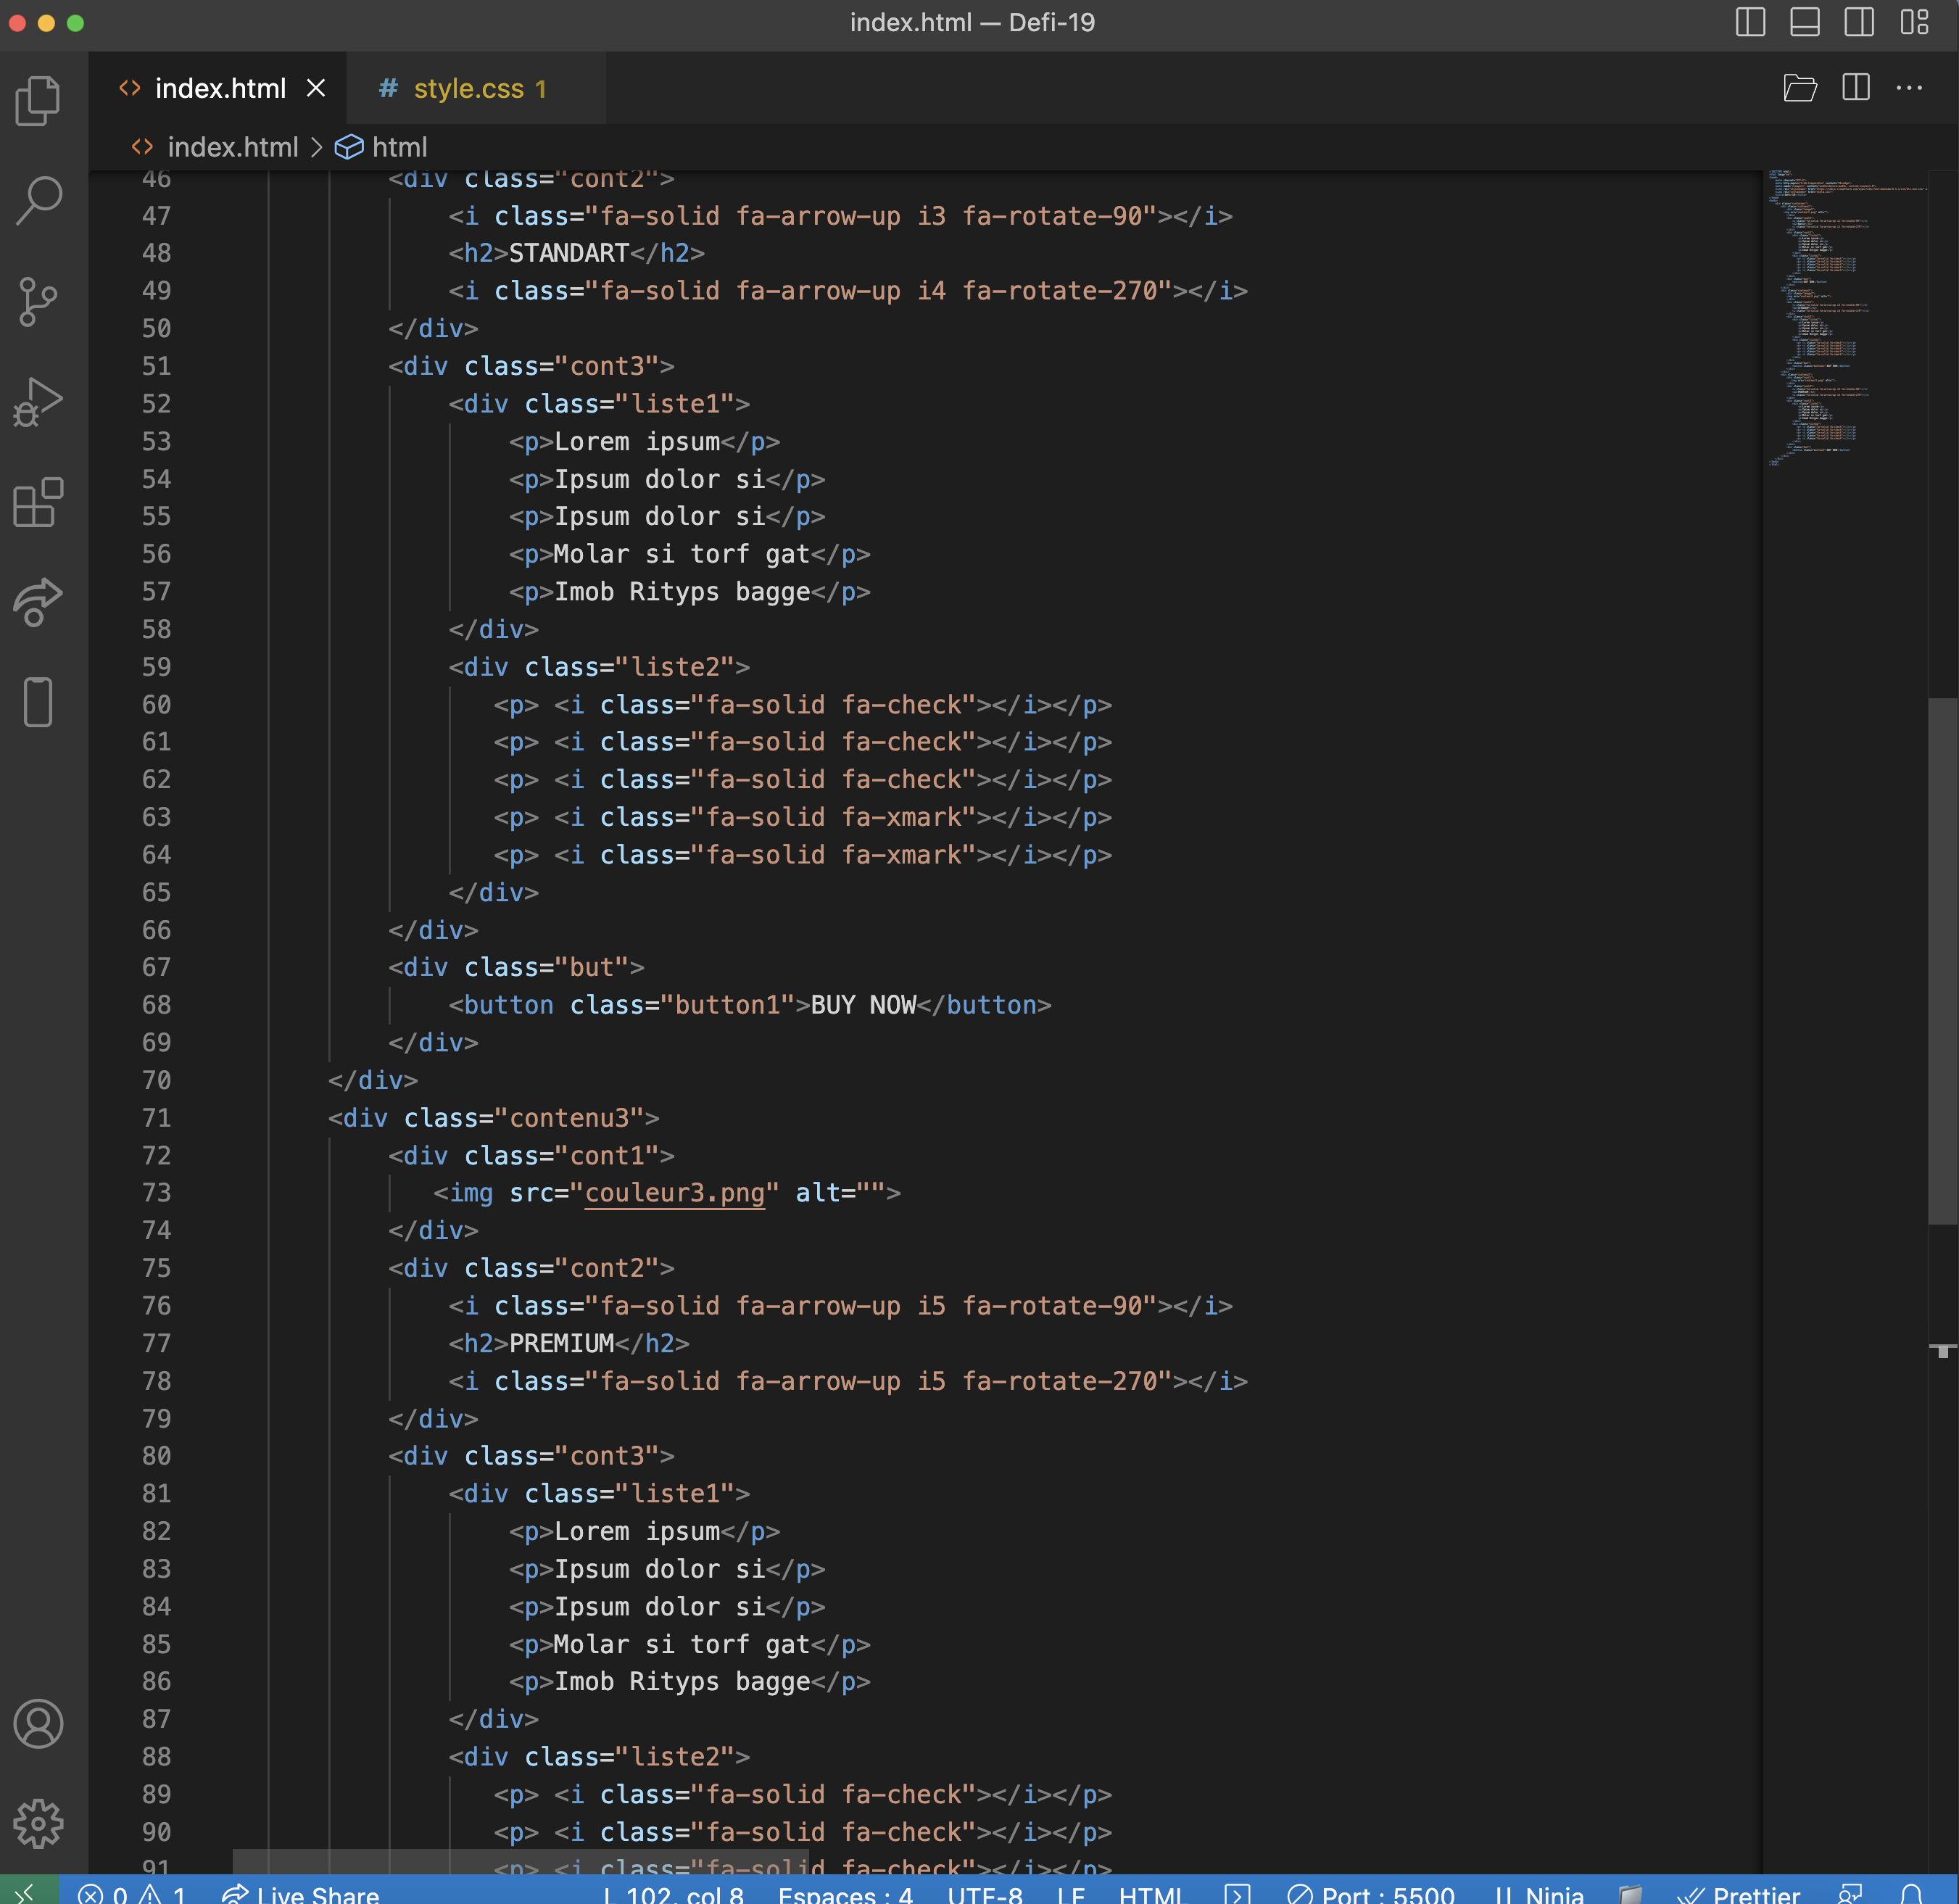 index.html — Defi-19
<> index.html × # style.css 1
<> index.html > html
46 <div class="cont2">
47 <i class="fa-solid fa-arrow-up i3 fa-rotate-90"></i>
48 <h2>STANDART</h2>
49 <i class="fa-solid fa-arrow-up i4 fa-rotate-270"></i>
50 </div>
51 <div class="cont3">
52 <div class="liste1">
53 <p>Lorem ipsum</p>
54 <p>Ipsum dolor si</p>
55 <p>Ipsum dolor si</p>
56 <p>Molar si torf gat</p>
57 <p>Imob Rityps bagge</p>
58 </div>
59 <div class="liste2">
60 <p> <i class="fa-solid fa-check"></i></p>
61 <p> <i class="fa-solid fa-check"></i></p>
62 <p> <i class="fa-solid fa-check"></i></p>
63 <p> <i class="fa-solid fa-xmark"></i></p>
64 <p> <i class="fa-solid fa-xmark"></i></p>
65 </div>
66 </div>
67 <div class="but">
68 <button class="button1">BUY NOW</button>
69 </div>
70 </div>
71 <div class="contenu3">
72 <div class="cont1">
73 <img src="couleur3.png" alt="">
74 </div>
75 <div class="cont2">
76 <i class="fa-solid fa-arrow-up i5 fa-rotate-90"></i>
77 <h2>PREMIUM</h2>
78 <i class="fa-solid fa-arrow-up i5 fa-rotate-270"></i>
79 </div>
80 <div class="cont3">
81 <div class="liste1">
82 <p>Lorem ipsum</p>
83 <p>Ipsum dolor si</p>
84 <p>Ipsum dolor si</p>
85 <p>Molar si torf gat</p>
86 <p>Imob Rityps bagge</p>
87 </div>
88 <div class="liste2">
89 <p> <i class="fa-solid fa-check"></i></p>
90 <p> <i class="fa-solid fa-check"></i></p>
91 <p> <i class="fa-solid fa-check"></i></p>
0 1 Live Share L 102, col 8 Espaces : 4 UTF-8 LF HTML Port : 5500 Ninja Prettier